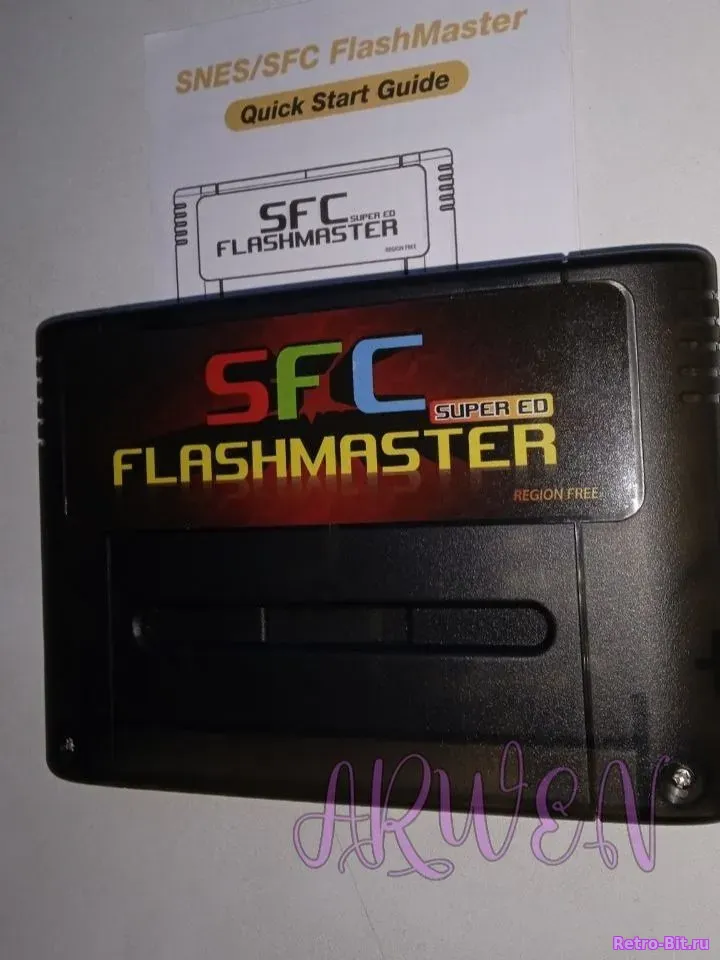 SNES/SFC FlashMaster
Quick Start Guide
SFC SUPER ED
FLASHMASTER
REGION FREE
SFC
SUPER ED
FLASHMASTER
REGION FREE
ARWEN
Retro-Bit.ru